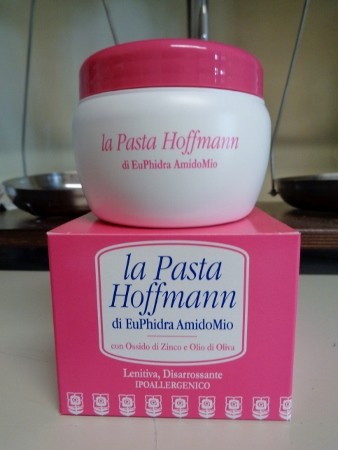 la Pasta Hoffmann
di EuPhidra AmidoMio
la Pasta
Hoffmann
di EuPhidra AmidoMio
con Ossido di Zinco e Olio di Oliva
Lenitiva, Disarrossante
IPOALLERGENICO